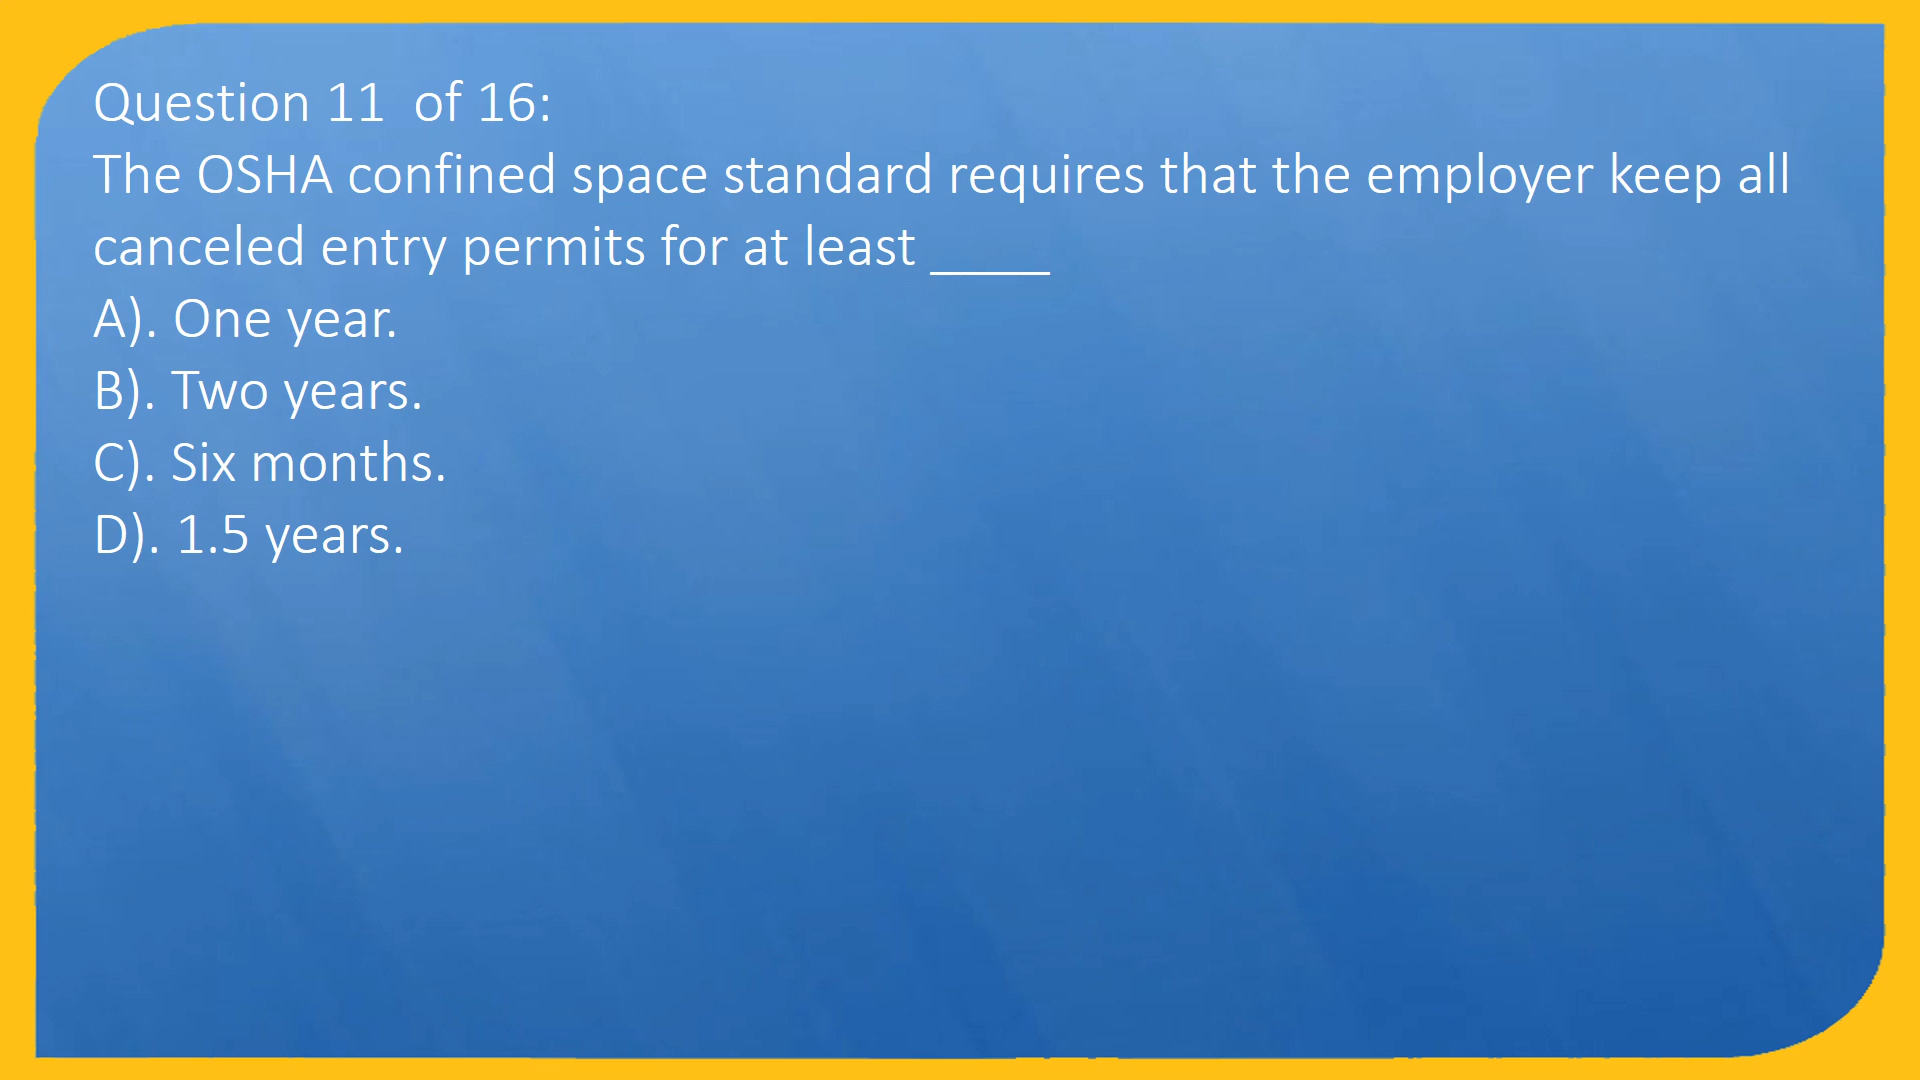 Question 11  of 16:
The OSHA confined space standard requires that the employer keep all
canceled entry permits for at least ____
A). One year.
B). Two years.
C). Six months.
D). 1.5 years.